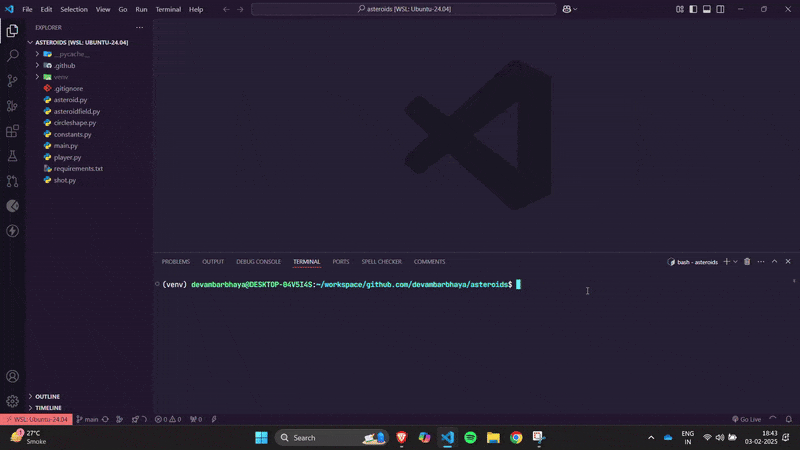 File Edit Selection View Go Run Terminal Help
asteroids [WSL: Ubuntu-24.04]
EXPLORER
ASTEROIDS [WSL: UBUNTU-24.04]
__pycache__
.github
venv
.gitignore
asteroid.py
asteroidfield.py
circleshape.py
constants.py
main.py
player.py
requirements.txt
shot.py
OUTLINE
TIMELINE
PROBLEMS OUTPUT DEBUG CONSOLE TERMINAL PORTS SPELL CHECKER COMMENTS
bash - asteroids
(venv) devambarbhaya@DESKTOP-04V5I4S:~/workspace/github.com/devambarbhaya/asteroids$
WSL: Ubuntu-24.04 main 0 0 0 Go Live
27°C
Smoke
Search
ENG
IN
18:43
03-02-2025